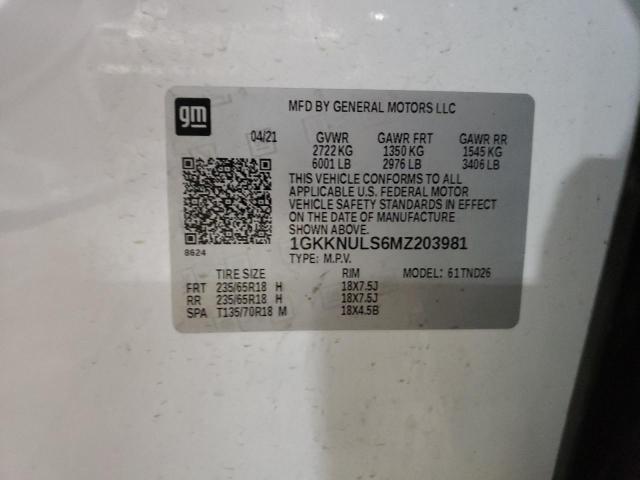 gm
MFD BY GENERAL MOTORS LLC
04/21 GVWR GAWR FRT GAWR RR
2722 KG 1350 KG 1545 KG
6001 LB 2976 LB 3406 LB
THIS VEHICLE CONFORMS TO ALL
APPLICABLE U.S. FEDERAL MOTOR
VEHICLE SAFETY STANDARDS IN EFFECT
ON THE DATE OF MANUFACTURE
SHOWN ABOVE.
8624 1GKKNULS6MZ203981
TYPE: M.P.V.
TIRE SIZE RIM MODEL: 61TND26
FRT 235/65R18 H 18X7.5J
RR 235/65R18 H 18X7.5J
SPA T135/70R18 M 18X4.5B